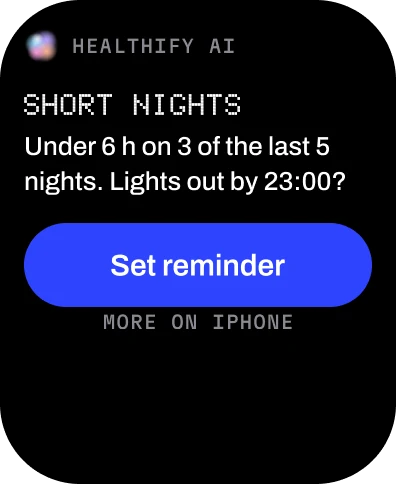 HEALTHIFY AI
SHORT NIGHTS
Under 6 h on 3 of the last 5
nights. Lights out by 23:00?
Set reminder
MORE ON IPHONE